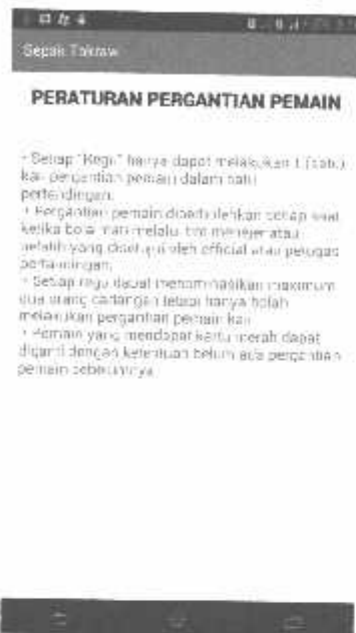 Sepak Takraw
PERATURAN PERGANTIAN PEMAIN
- Setiap "Regu" hanya dapat melakukan 1 (satu)
kali pergantian pemain dalam satu
pertandingan.
- Pergantian pemain diperbolehkan setiap saat
ketika bola mati melalui tim menejer atau
pelatih yang disetujui oleh official atau petugas
pertandingan.
- Setiap regu dapat menominasikan maximum
dua orang cadangan tetapi hanya boleh
melakukan pergantian pemain kali
- Pemain yang mendapat kartu merah dapat
diganti dengan ketentuan belum ada pergantian
pemain sebelumnya